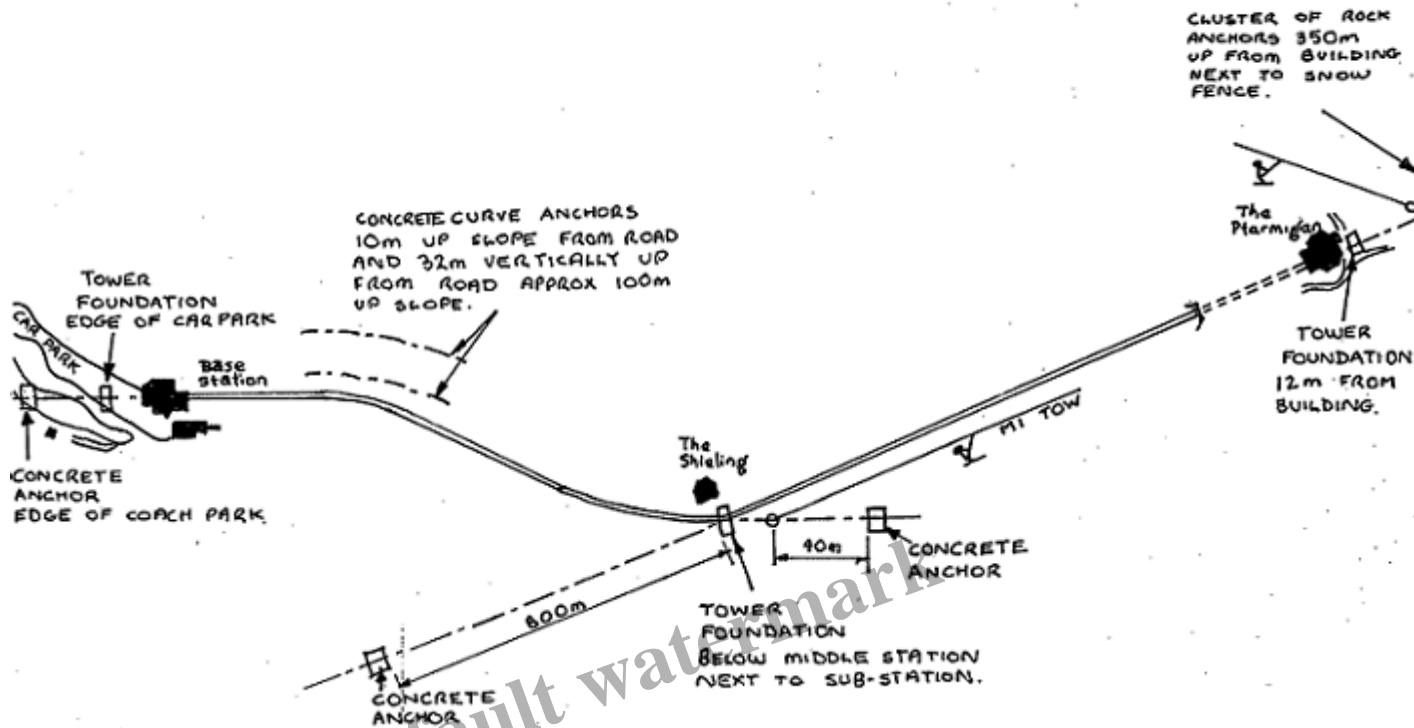 CLUSTER OF ROCK
ANCHORS 350m
UP FROM BUILDING
NEXT TO SNOW
FENCE.
CONCRETE CURVE ANCHORS
10m UP SLOPE FROM ROAD
AND 32m VERTICALLY UP
FROM ROAD APPROX 100m
UP SLOPE.
The
Ptarmigan
TOWER
FOUNDATION
EDGE OF CAR PARK
CAR PARK
Base
station
TOWER
FOUNDATION
12m FROM
BUILDING.
MI TOW
The
Shieling
CONCRETE
ANCHOR
EDGE OF COACH PARK
40m
CONCRETE
ANCHOR
800m
TOWER
FOUNDATION
BELOW MIDDLE STATION
NEXT TO SUB-STATION.
CONCRETE
ANCHOR
ult watermark